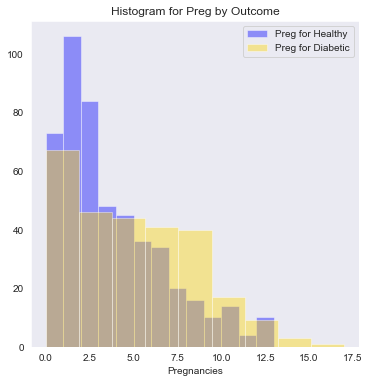 Histogram for Preg by Outcome
Preg for Healthy
Preg for Diabetic
100
80
60
40
20
0
0.0 2.5 5.0 7.5 10.0 12.5 15.0 17.5
Pregnancies